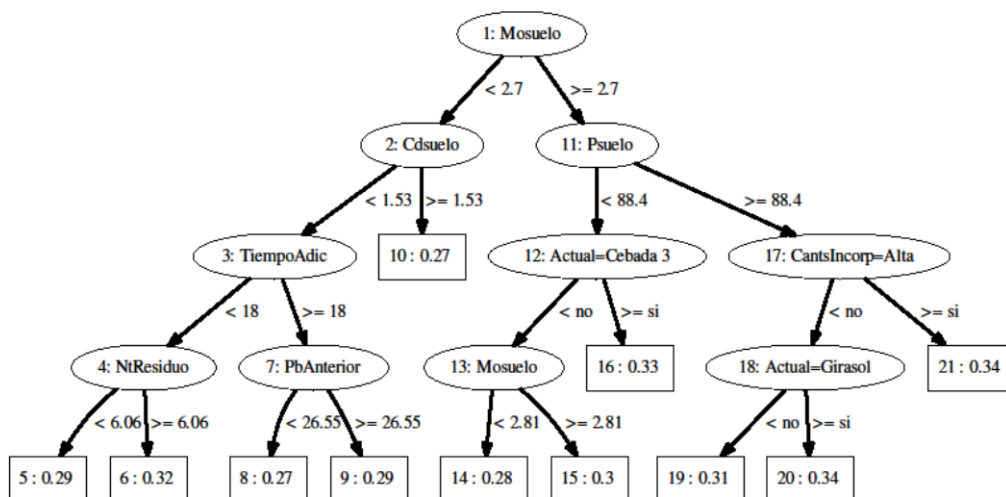 1: Mosuelo
< 2.7
>= 2.7
2: Cdsuelo
11: Psuelo
< 1.53
>= 1.53
< 88.4
>= 88.4
3: TiempoAdic
10 : 0.27
12: Actual=Cebada 3
17: CantsIncorp=Alta
< 18
>= 18
< no
>= si
< no
>= si
4: NtResiduo
7: PbAnterior
13: Mosuelo
16 : 0.33
18: Actual=Girasol
21 : 0.34
< 6.06
>= 6.06
< 26.55
>= 26.55
< 2.81
>= 2.81
< no
>= si
5 : 0.29
6 : 0.32
8 : 0.27
9 : 0.29
14 : 0.28
15 : 0.3
19 : 0.31
20 : 0.34